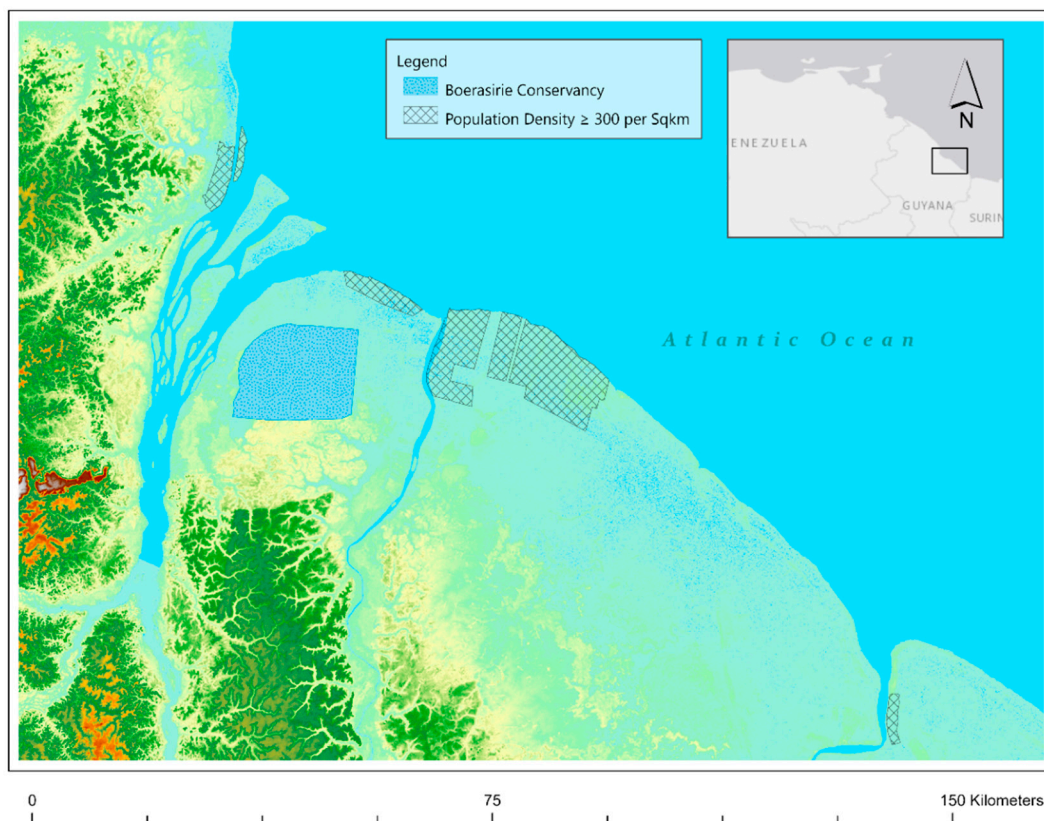 Legend
Boerasirie Conservancy
Population Density ≥ 300 per Sqkm
N
ENEZUELA
GUYANA
SURIN
Atlantic Ocean
0 75 150 Kilometers